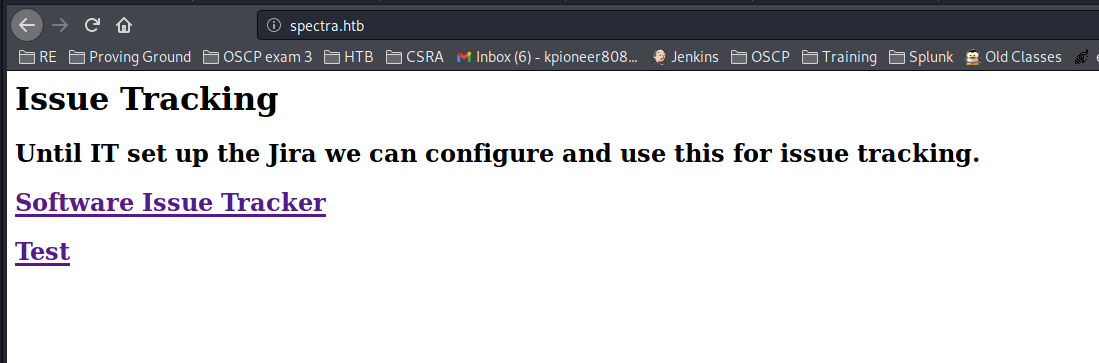 spectra.htb
RE Proving Ground OSCP exam 3 HTB CSRA Inbox (6) - kpioneer808... Jenkins OSCP Training Splunk Old Classes
Issue Tracking
Until IT set up the Jira we can configure and use this for issue tracking.
Software Issue Tracker
Test